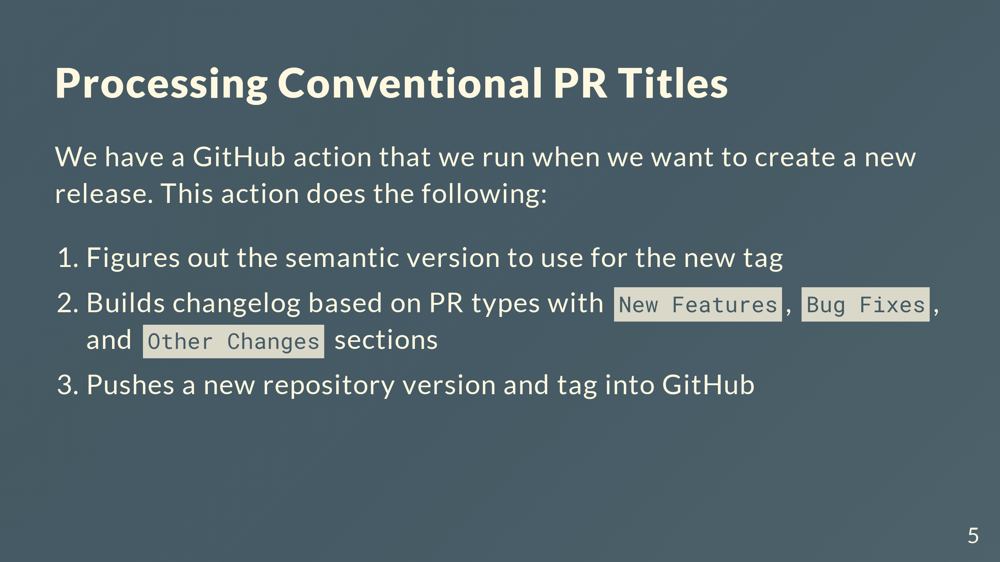 Processing Conventional PR Titles
We have a GitHub action that we run when we want to create a new
release. This action does the following:
1. Figures out the semantic version to use for the new tag
2. Builds changelog based on PR types with New Features, Bug Fixes,
and Other Changes sections
3. Pushes a new repository version and tag into GitHub
5